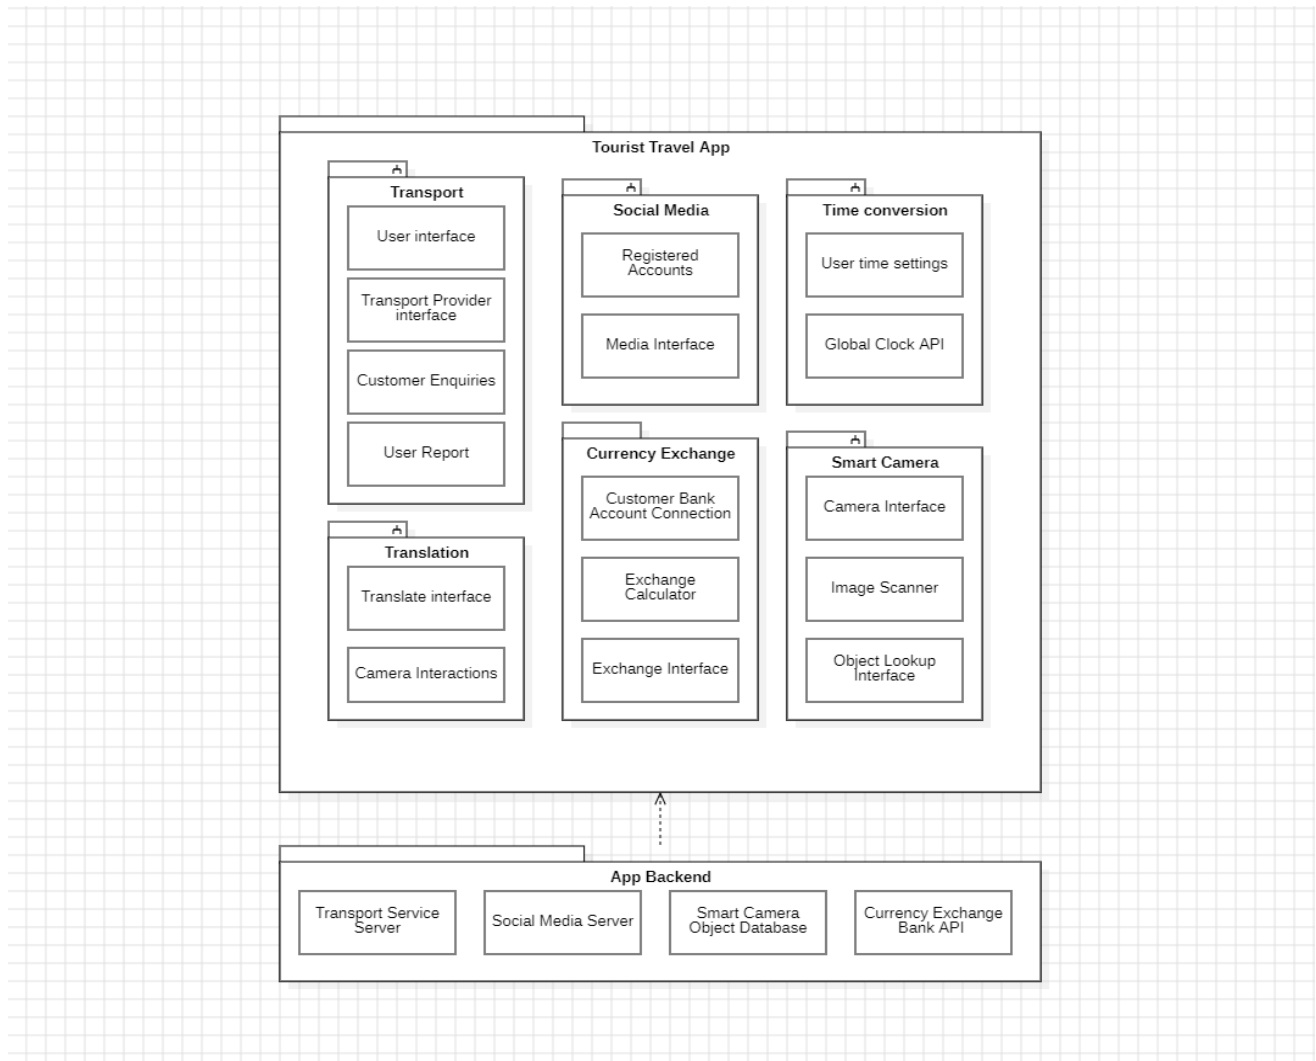 Tourist Travel App
Transport
User interface
Transport Provider
interface
Customer Enquiries
User Report
Translation
Translate interface
Camera Interactions
Social Media
Registered
Accounts
Media Interface
Currency Exchange
Customer Bank
Account Connection
Exchange
Calculator
Exchange Interface
Time conversion
User time settings
Global Clock API
Smart Camera
Camera Interface
Image Scanner
Object Lookup
Interface
App Backend
Transport Service
Server
Social Media Server
Smart Camera
Object Database
Currency Exchange
Bank API